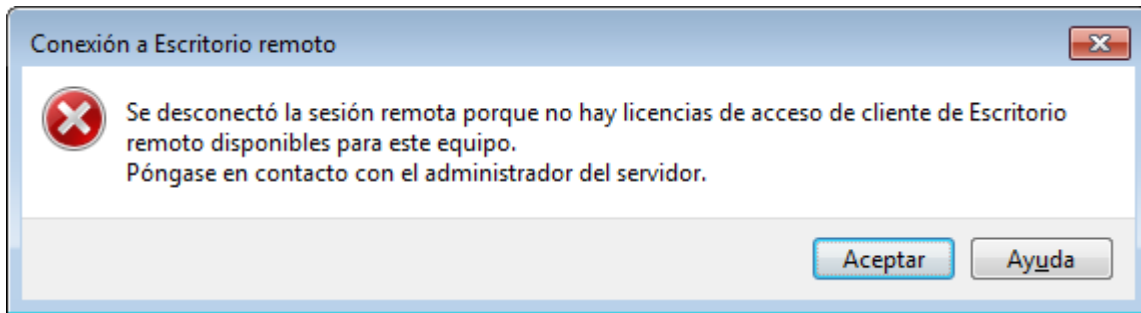 Conexión a Escritorio remoto
Se desconectó la sesión remota porque no hay licencias de acceso de cliente de Escritorio
remoto disponibles para este equipo.
Póngase en contacto con el administrador del servidor.
Aceptar
Ayuda